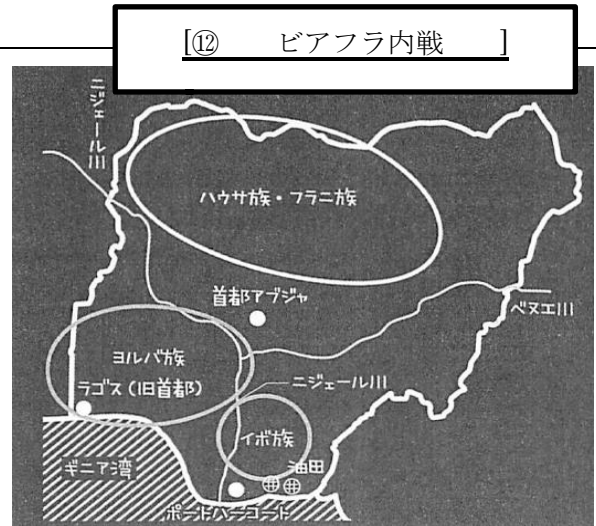 [⑫　　ビアフラ内戦　　]
ニジェール川
ハウサ族・フラニ族
首都アブジャ
ベヌエ川
ヨルバ族
ラゴス(旧首都)
ニジェール川
イボ族
油田
ギニア湾
ポートハーコート